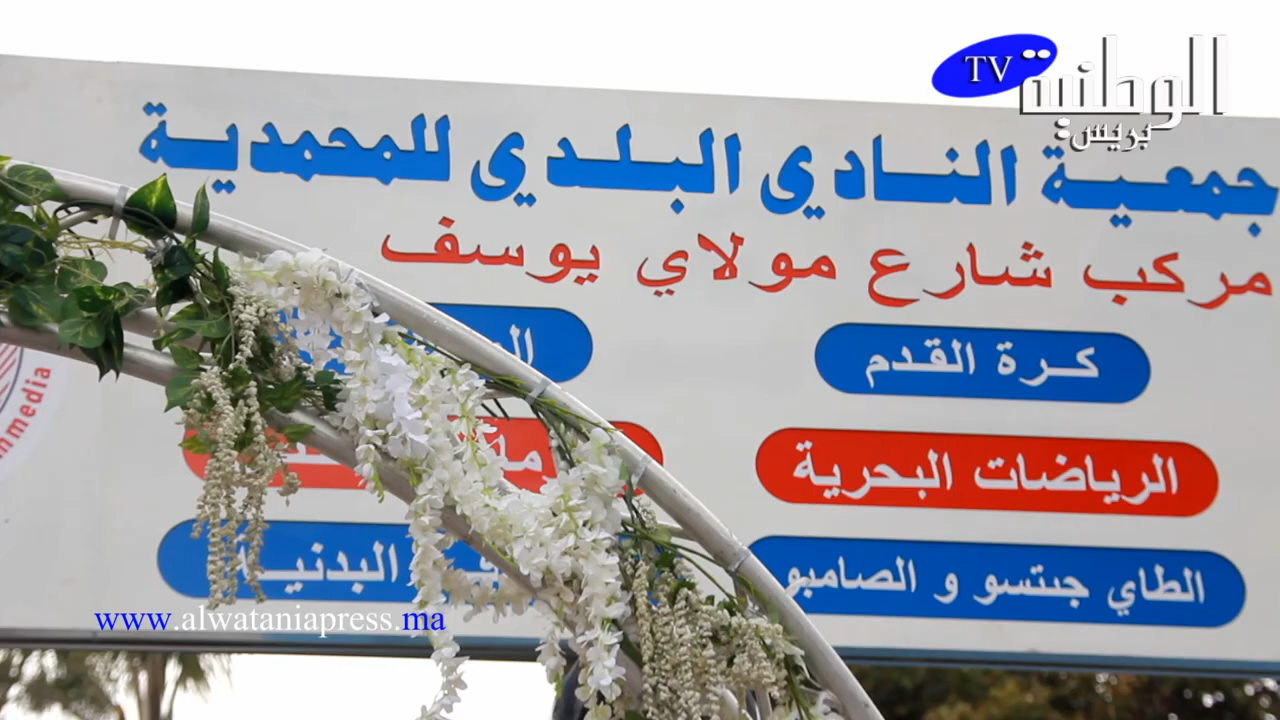 TV الوطنية
بريس
جمعية النادي البلدي للمحمدية
مركب شارع مولاي يوسف
كرة القدم
الرياضات البحرية
الطاي جيتسو و الصامبو
البدنية
www.alwataniapress.ma